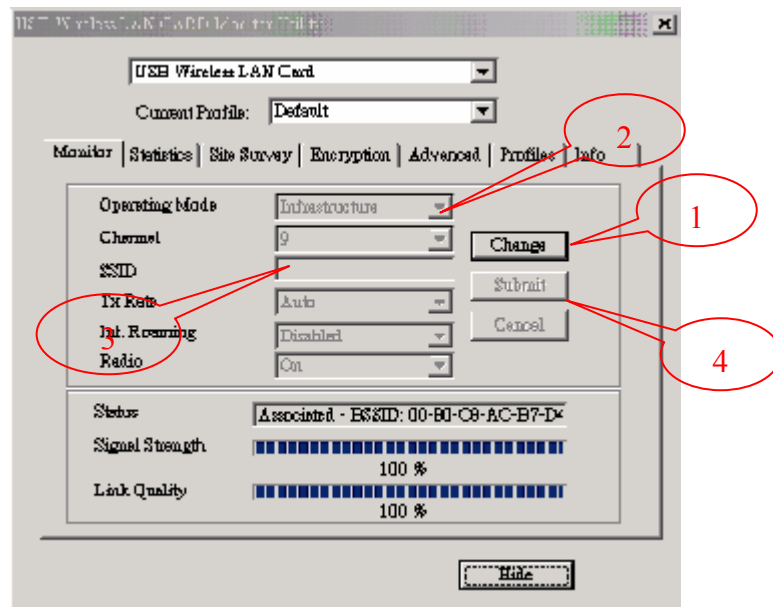 USB Wireless LAN Card
Current Profile: Default
Monitor Statistics Site Survey Encryption Advanced Profiles Info
2
Operating Mode Infrastructure
1
Channel 9 Change
SSID
Submit
Tx Rate Auto
3
Int. Roaming Disabled Cancel
4
Radio On
Status Associated - BSSID: 00-80-C8-AC-B7-D
Signal Strength
100 %
Link Quality
100 %
Hide